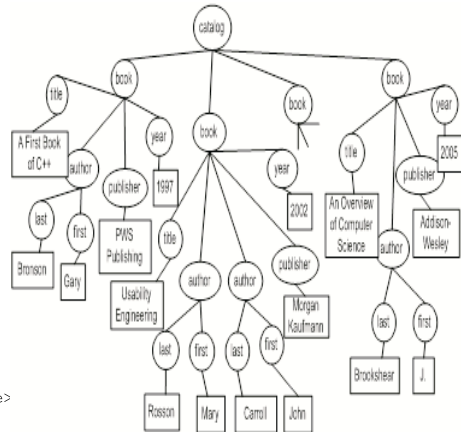 catalog
book
book
book
book
title
year
A First Book
of C++
author
publisher
1997
last
first
PWS
Publishing
Bronson
Gary
year
2002
title
Usability
Engineering
author
author
publisher
Morgan
Kaufmann
last
first
last
first
Rosson
Mary
Carroll
John
title
year
2005
An Overview
of Computer
Science
publisher
Addison-
Wesley
author
last
first
Brookshear
J.
e>